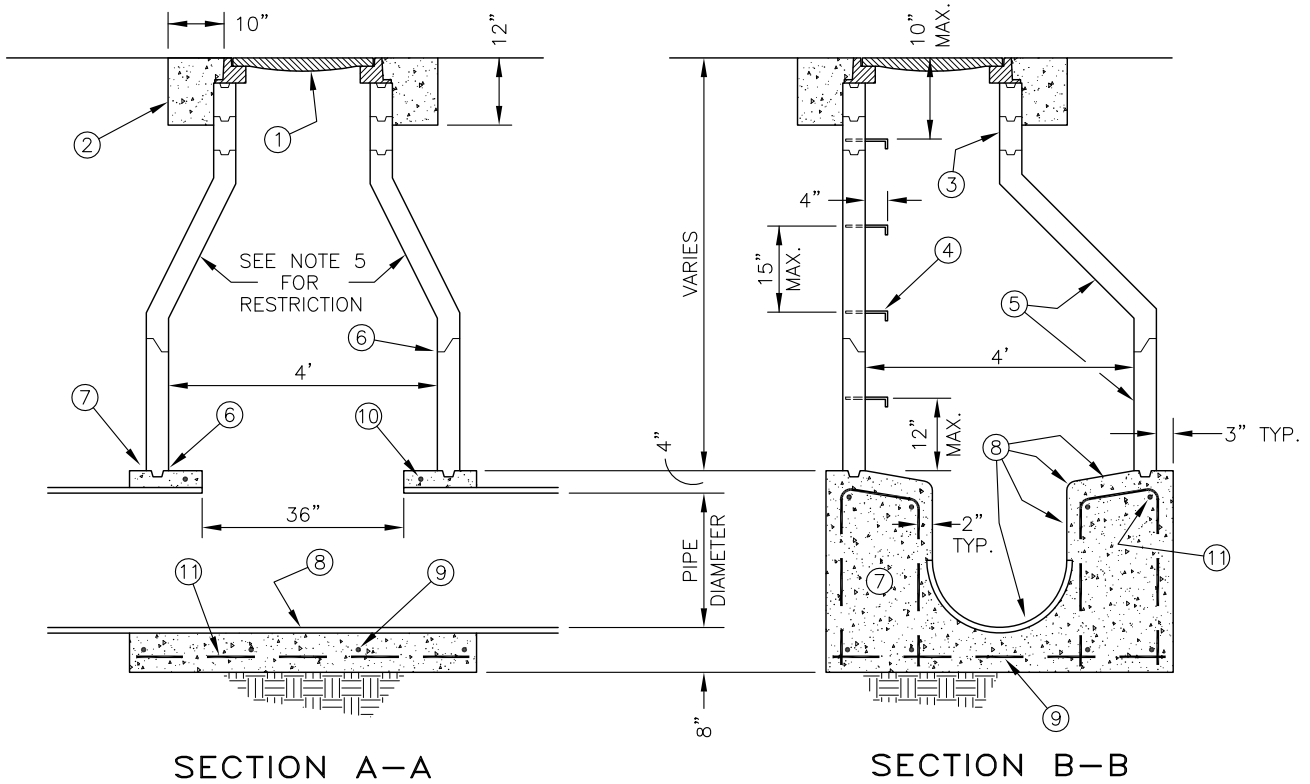 10"
12"
2
1
SEE NOTE 5
FOR
RESTRICTION
6
4'
7
6
10
4"
36"
PIPE
DIAMETER
11
8
9
8"
SECTION A–A
10"
MAX.
3
4"
VARIES
15"
MAX.
4
5
4'
12"
MAX.
8
3" TYP.
2"
TYP.
7
11
9
SECTION B–B